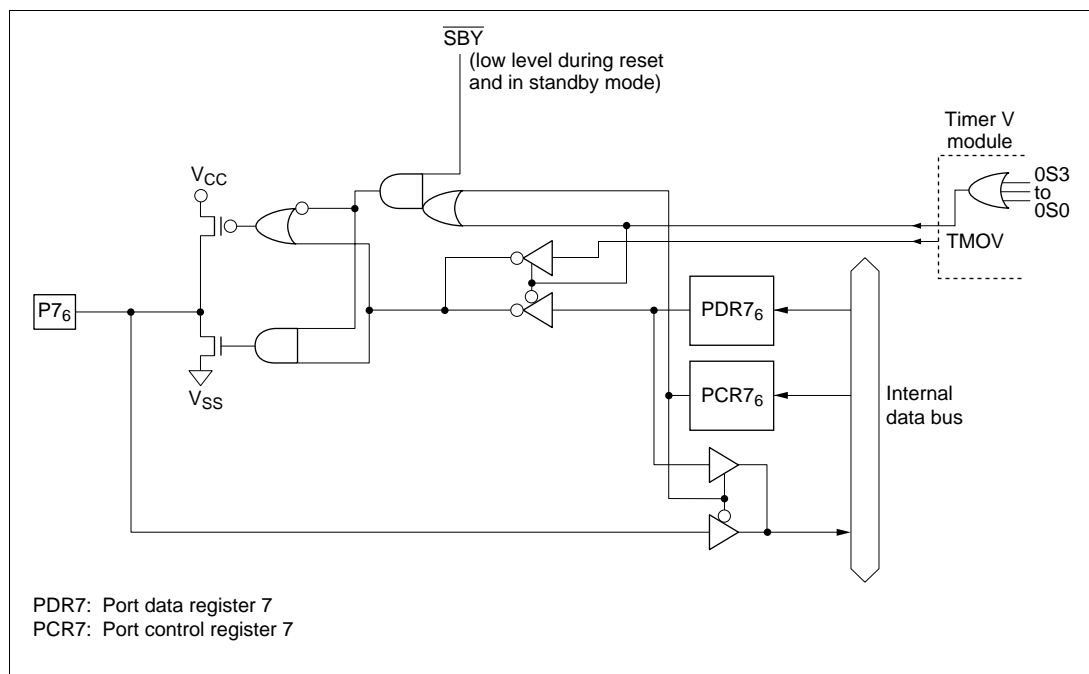 SBY
(low level during reset
and in standby mode)
Timer V
module
VCC
0S3
to
0S0
TMOV
P76
PDR76
PCR76
Internal
data bus
VSS
PDR7: Port data register 7
PCR7: Port control register 7